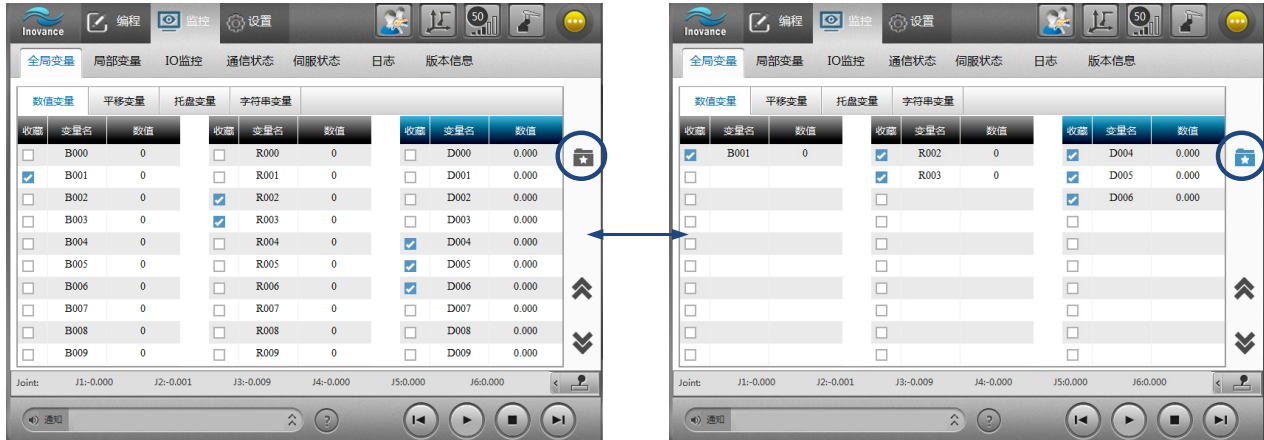 Inovance 编程 监控 设置 50
全局变量 局部变量 IO监控 通信状态 伺服状态 日志 版本信息
数值变量 平移变量 托盘变量 字符串变量
收藏 变量名 数值 收藏 变量名 数值 收藏 变量名 数值
B000 0 R000 0 D000 0.000
B001 0 R001 0 D001 0.000
B002 0 R002 0 D002 0.000
B003 0 R003 0 D003 0.000
B004 0 R004 0 D004 0.000
B005 0 R005 0 D005 0.000
B006 0 R006 0 D006 0.000
B007 0 R007 0 D007 0.000
B008 0 R008 0 D008 0.000
B009 0 R009 0 D009 0.000
Joint: J1:-0.000 J2:-0.001 J3:-0.009 J4:-0.000 J5:0.000 J6:0.000 <
通知 ?
Inovance 编程 监控 设置 50
全局变量 局部变量 IO监控 通信状态 伺服状态 日志 版本信息
数值变量 平移变量 托盘变量 字符串变量
收藏 变量名 数值 收藏 变量名 数值 收藏 变量名 数值
B001 0 R002 0 D004 0.000
R003 0 D005 0.000
D006 0.000
Joint: J1:-0.000 J2:-0.001 J3:-0.009 J4:-0.000 J5:0.000 J6:0.000 <
通知 ?